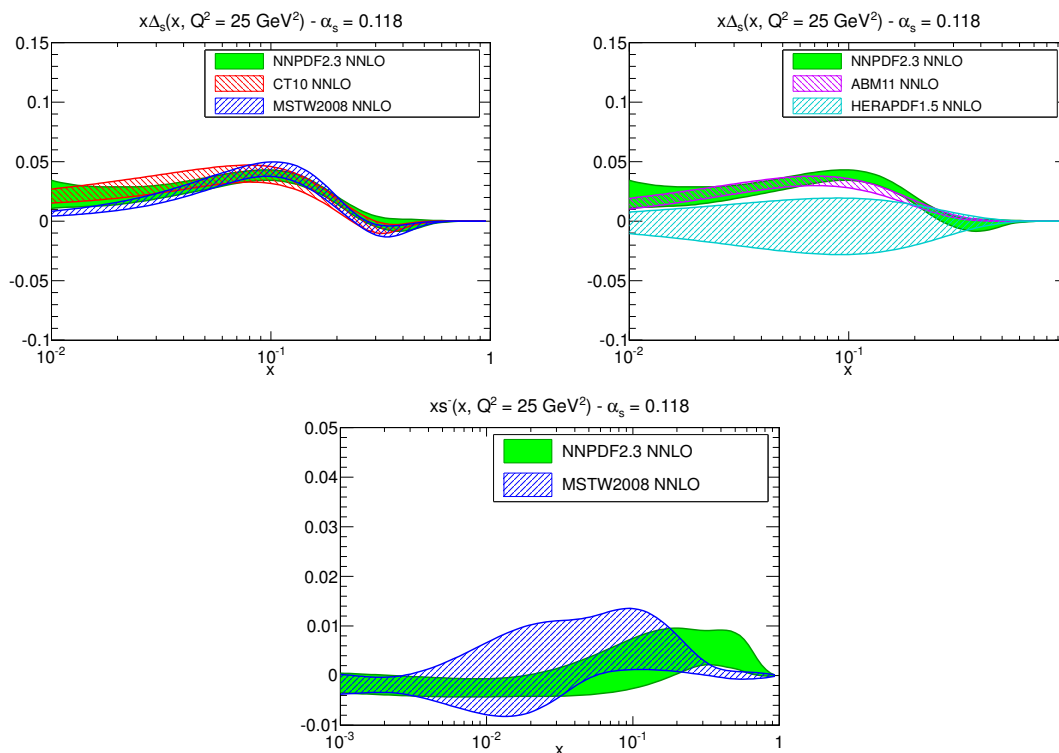 xΔₛ(x, Q² = 25 GeV²) - αₛ = 0.118
0.15
0.1
0.05
0
-0.05
-0.1
NNPDF2.3 NNLO
CT10 NNLO
MSTW2008 NNLO
10⁻²
10⁻¹
1
x
xΔₛ(x, Q² = 25 GeV²) - αₛ = 0.118
0.15
0.1
0.05
0
-0.05
-0.1
NNPDF2.3 NNLO
ABM11 NNLO
HERAPDF1.5 NNLO
10⁻²
10⁻¹
x
xs⁻(x, Q² = 25 GeV²) - αₛ = 0.118
0.05
0.04
0.03
0.02
0.01
0
-0.01
NNPDF2.3 NNLO
MSTW2008 NNLO
10⁻³
10⁻²
10⁻¹
1
x